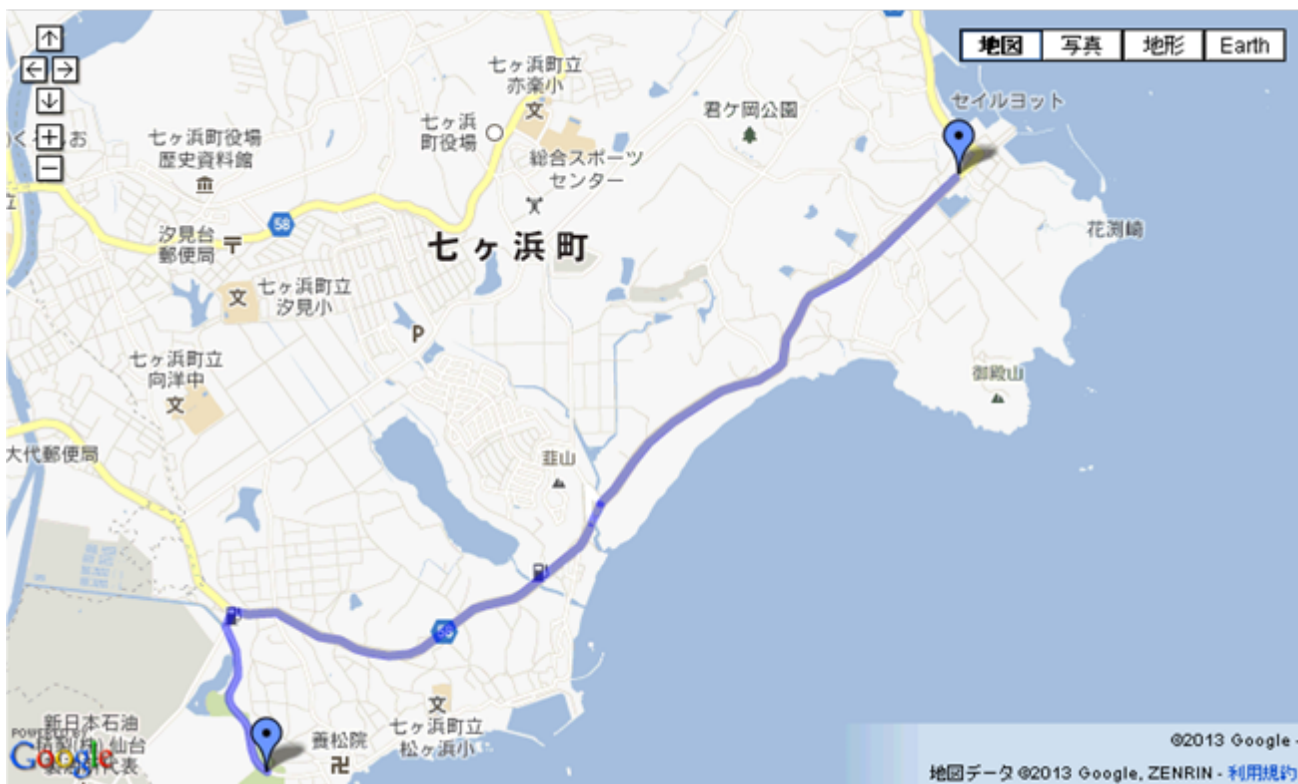 地図 写真 地形 Earth
セイルヨット
七ヶ浜町立
亦楽小
君ケ岡公園
七ヶ浜
町役場
七ヶ浜町役場
歴史資料館
総合スポーツ
センター
58
汐見台
郵便局
七ヶ浜町
花渕崎
七ヶ浜町立
汐見小
P
七ヶ浜町立
向洋中
御殿山
大代郵便局
韮山
58
七ヶ浜町立
松ヶ浜小
養松院
新日本石油
仙台
POWERED BY
Google
©2013 Google -
地図データ ©2013 Google, ZENRIN - 利用規約